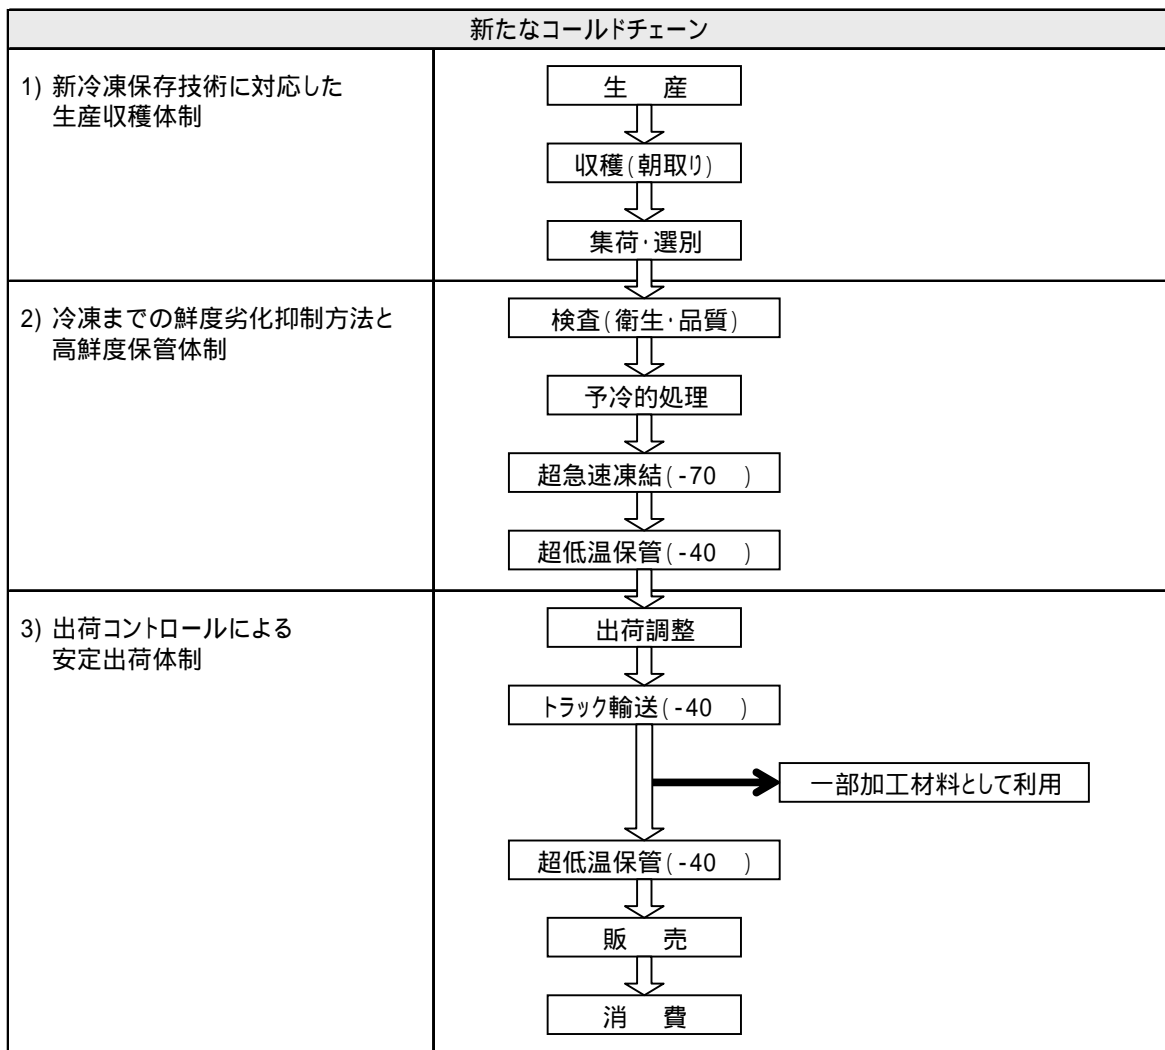 新たなコールドチェーン
1) 新冷凍保存技術に対応した
生産収穫体制
生　産
収穫(朝取り)
集荷・選別
2) 冷凍までの鮮度劣化抑制方法と
高鮮度保管体制
検査(衛生・品質)
予冷的処理
超急速凍結(-70　)
超低温保管(-40　)
3) 出荷コントロールによる
安定出荷体制
出荷調整
トラック輸送(-40　)
一部加工材料として利用
超低温保管(-40　)
販　売
消　費